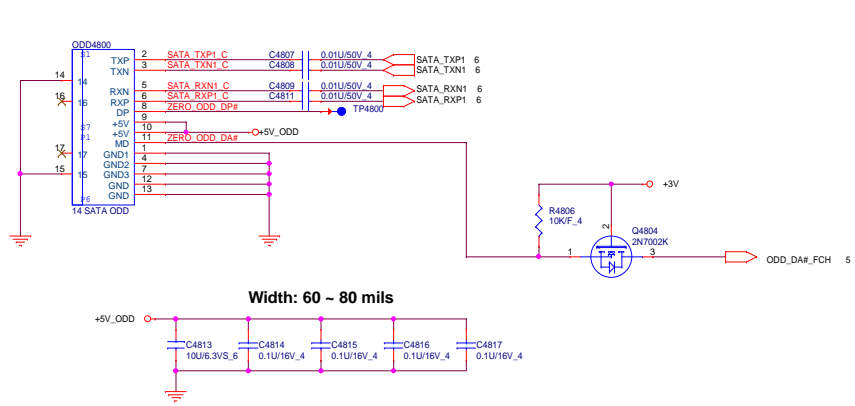 ODD4800
S1
TXP 2 SATA_TXP1_C C4807 0.01U/50V_4 SATA_TXP1 6
TXN 3 SATA_TXN1_C C4808 0.01U/50V_4 SATA_TXN1 6
14 14
RXN 5 SATA_RXN1_C C4809 0.01U/50V_4 SATA_RXN1 6
16 16 RXP 6 SATA_RXP1_C C4811 0.01U/50V_4 SATA_RXP1 6
DP 8 ZERO_ODD_DP# TP4800
+5V 9
S7 +5V 10 +5V_ODD
P1 MD 11 ZERO_ODD_DA#
17 17 GND1 1
GND2 4
15 15 GND3 7
GND 12
P6 GND 13
14 SATA ODD
+3V
R4806
10K/F_4
2
Q4804
2N7002K
1
3
ODD_DA#_FCH 5
Width: 60 ~ 80 mils
+5V_ODD
C4813 C4814 C4815 C4816 C4817
10U/6.3VS_6 0.1U/16V_4 0.1U/16V_4 0.1U/16V_4 0.1U/16V_4